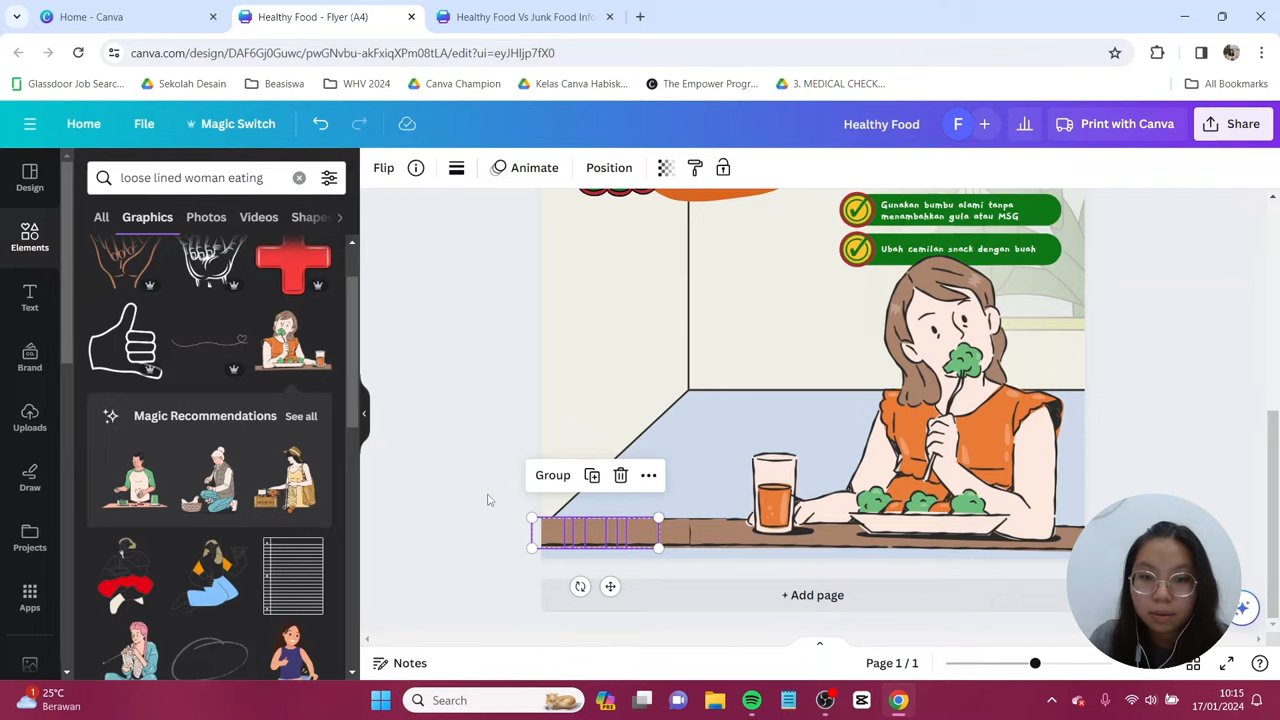 Home - Canva
Healthy Food - Flyer (A4)
Healthy Food Vs Junk Food Info
canva.com/design/DAF6Gj0Guwc/pwGNvbu-akFxiqXPm08tLA/edit?ui=eyJHIjp7fX0
Glassdoor Job Searc...
Sekolah Desain
Beasiswa
WHV 2024
Canva Champion
Kelas Canva Habisk...
The Empower Progr...
3. MEDICAL CHECK...
All Bookmarks
Home
File
Magic Switch
Healthy Food
F
Print with Canva
Share
Design
Elements
Text
Brand
Uploads
Draw
Projects
Apps
loose lined woman eating
All
Graphics
Photos
Videos
Shapes
Magic Recommendations
See all
Flip
Animate
Position
Gunakan bumbu alami tanpa
menambahkan gula atau MSG
Ubah cemilan snack dengan buah
Group
+ Add page
Notes
Page 1 / 1
1
25°C
Berawan
Search
PRE
10:15
17/01/2024